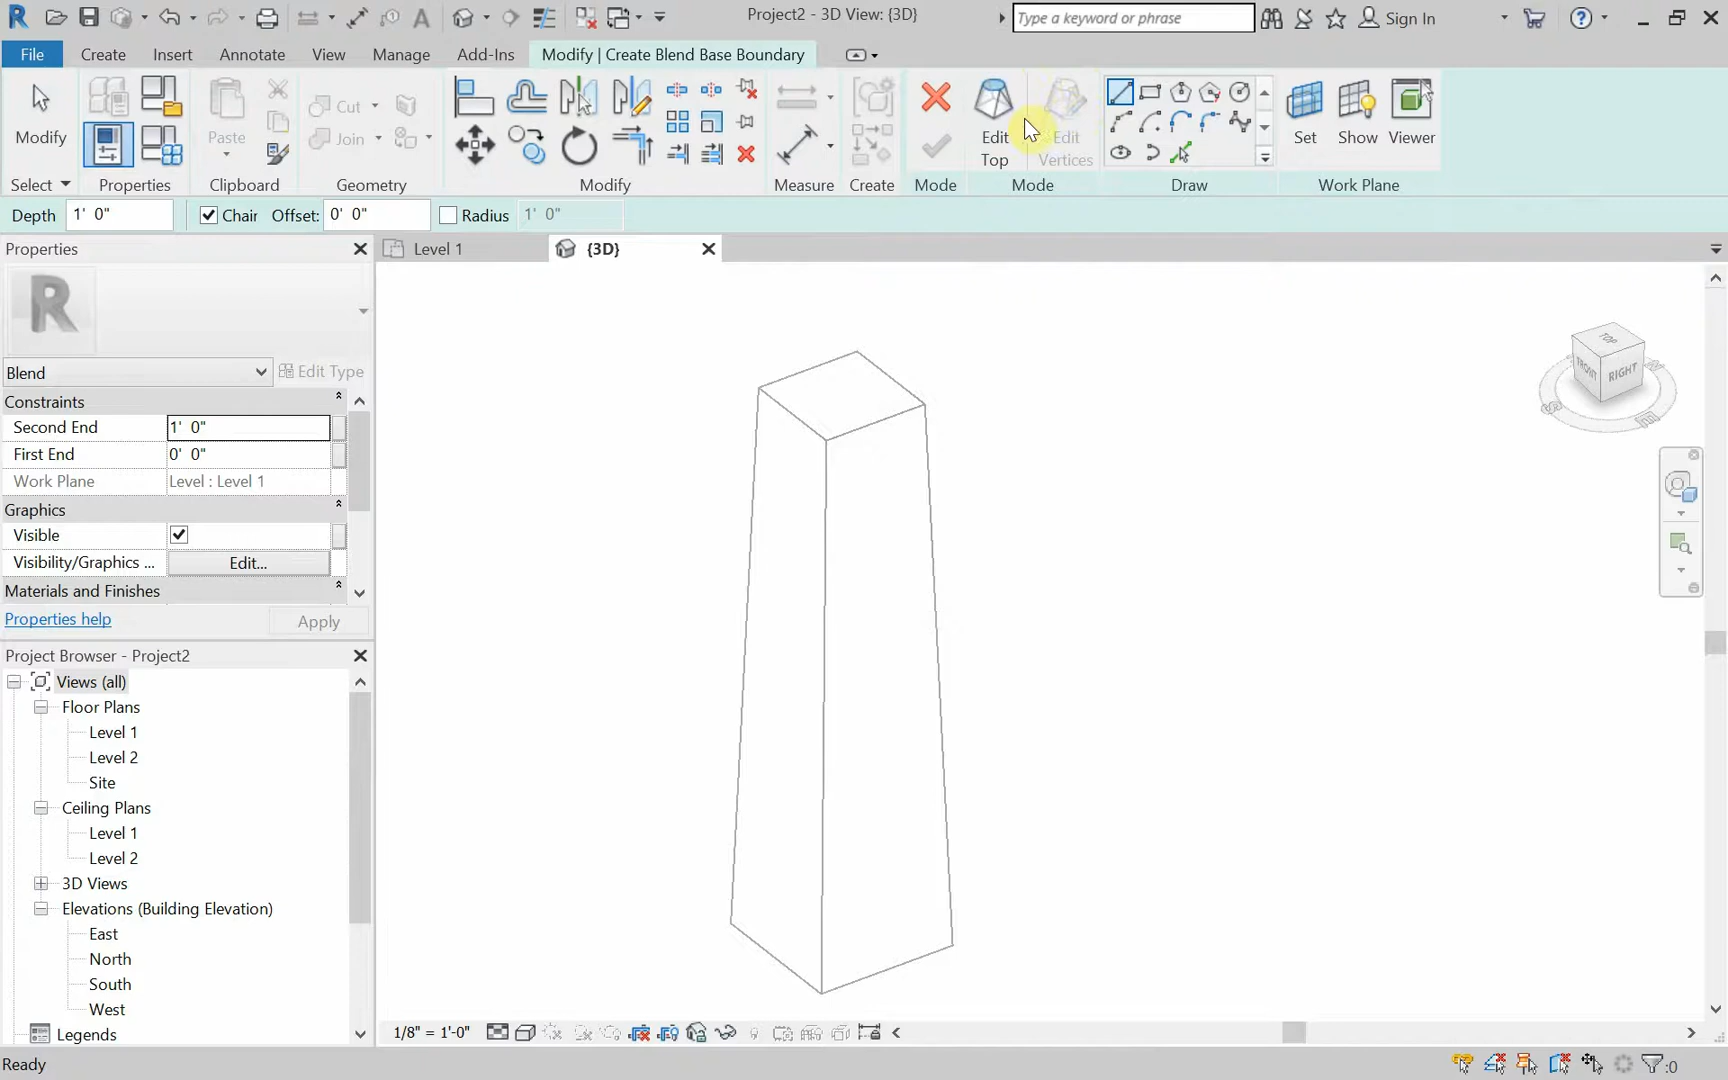 Project2 - 3D View: {3D}
Type a keyword or phrase
Sign In
File
Create
Insert
Annotate
View
Manage
Add-Ins
Modify | Create Blend Base Boundary
Modify
Paste
Cut
Join
Edit
Top
Edit
Vertices
Set
Show
Viewer
Select
Properties
Clipboard
Geometry
Modify
Measure
Create
Mode
Mode
Draw
Work Plane
Depth
1' 0"
Chair
Offset:
0' 0"
Radius
1' 0"
Properties
Level 1
{3D}
Blend
Edit Type
Constraints
Second End
1' 0"
First End
0' 0"
Work Plane
Level : Level 1
Graphics
Visible
Visibility/Graphics ...
Edit...
Materials and Finishes
Properties help
Apply
Project Browser - Project2
Views (all)
Floor Plans
Level 1
Level 2
Site
Ceiling Plans
Level 1
Level 2
3D Views
Elevations (Building Elevation)
East
North
South
West
Legends
TOP
FRONT
RIGHT
1/8" = 1'-0"
Ready
:0